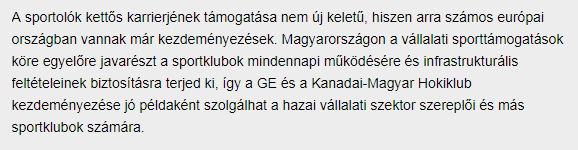 A sportolók kettős karrierjének támogatása nem új keletű, hiszen arra számos európai
országban vannak már kezdeményezések. Magyarországon a vállalati sporttámogatások
köre egyelőre javarészt a sportklubok mindennapi működésére és infrastrukturális
feltételeinek biztosításra terjed ki, így a GE és a Kanadai-Magyar Hokiklub
kezdeményezése jó példaként szolgálhat a hazai vállalati szektor szereplői és más
sportklubok számára.